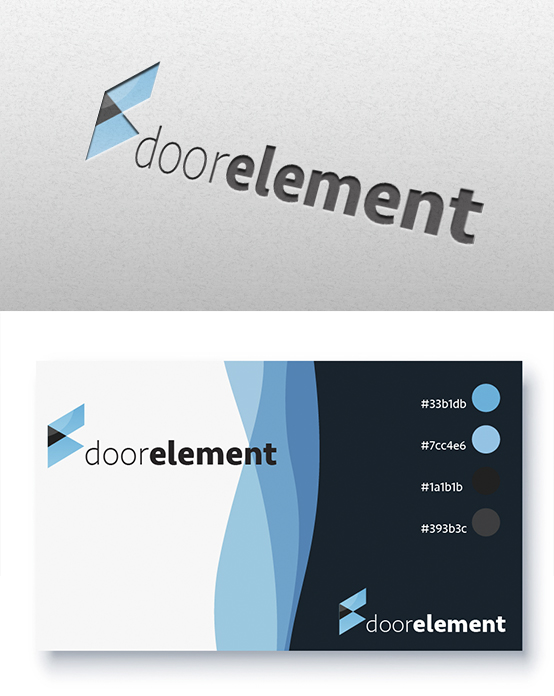 doorelement
doorelement
#33b1db
#7cc4e6
#1a1b1b
#393b3c
doorelement